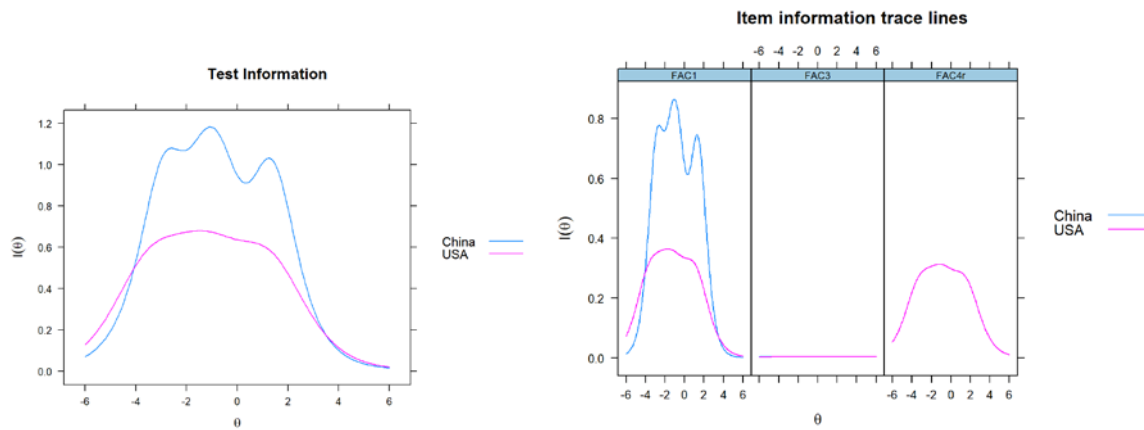 Test Information
I(θ)
1.2
1.0
0.8
0.6
0.4
0.2
0.0
-6 -4 -2 0 2 4 6
θ
China
USA
Item information trace lines
-6 -4 -2 0 2 4 6
FAC1 FAC3 FAC4r
I(θ)
0.8
0.6
0.4
0.2
0.0
-6 -4 -2 0 2 4 6 -6 -4 -2 0 2 4 6
θ
China
USA